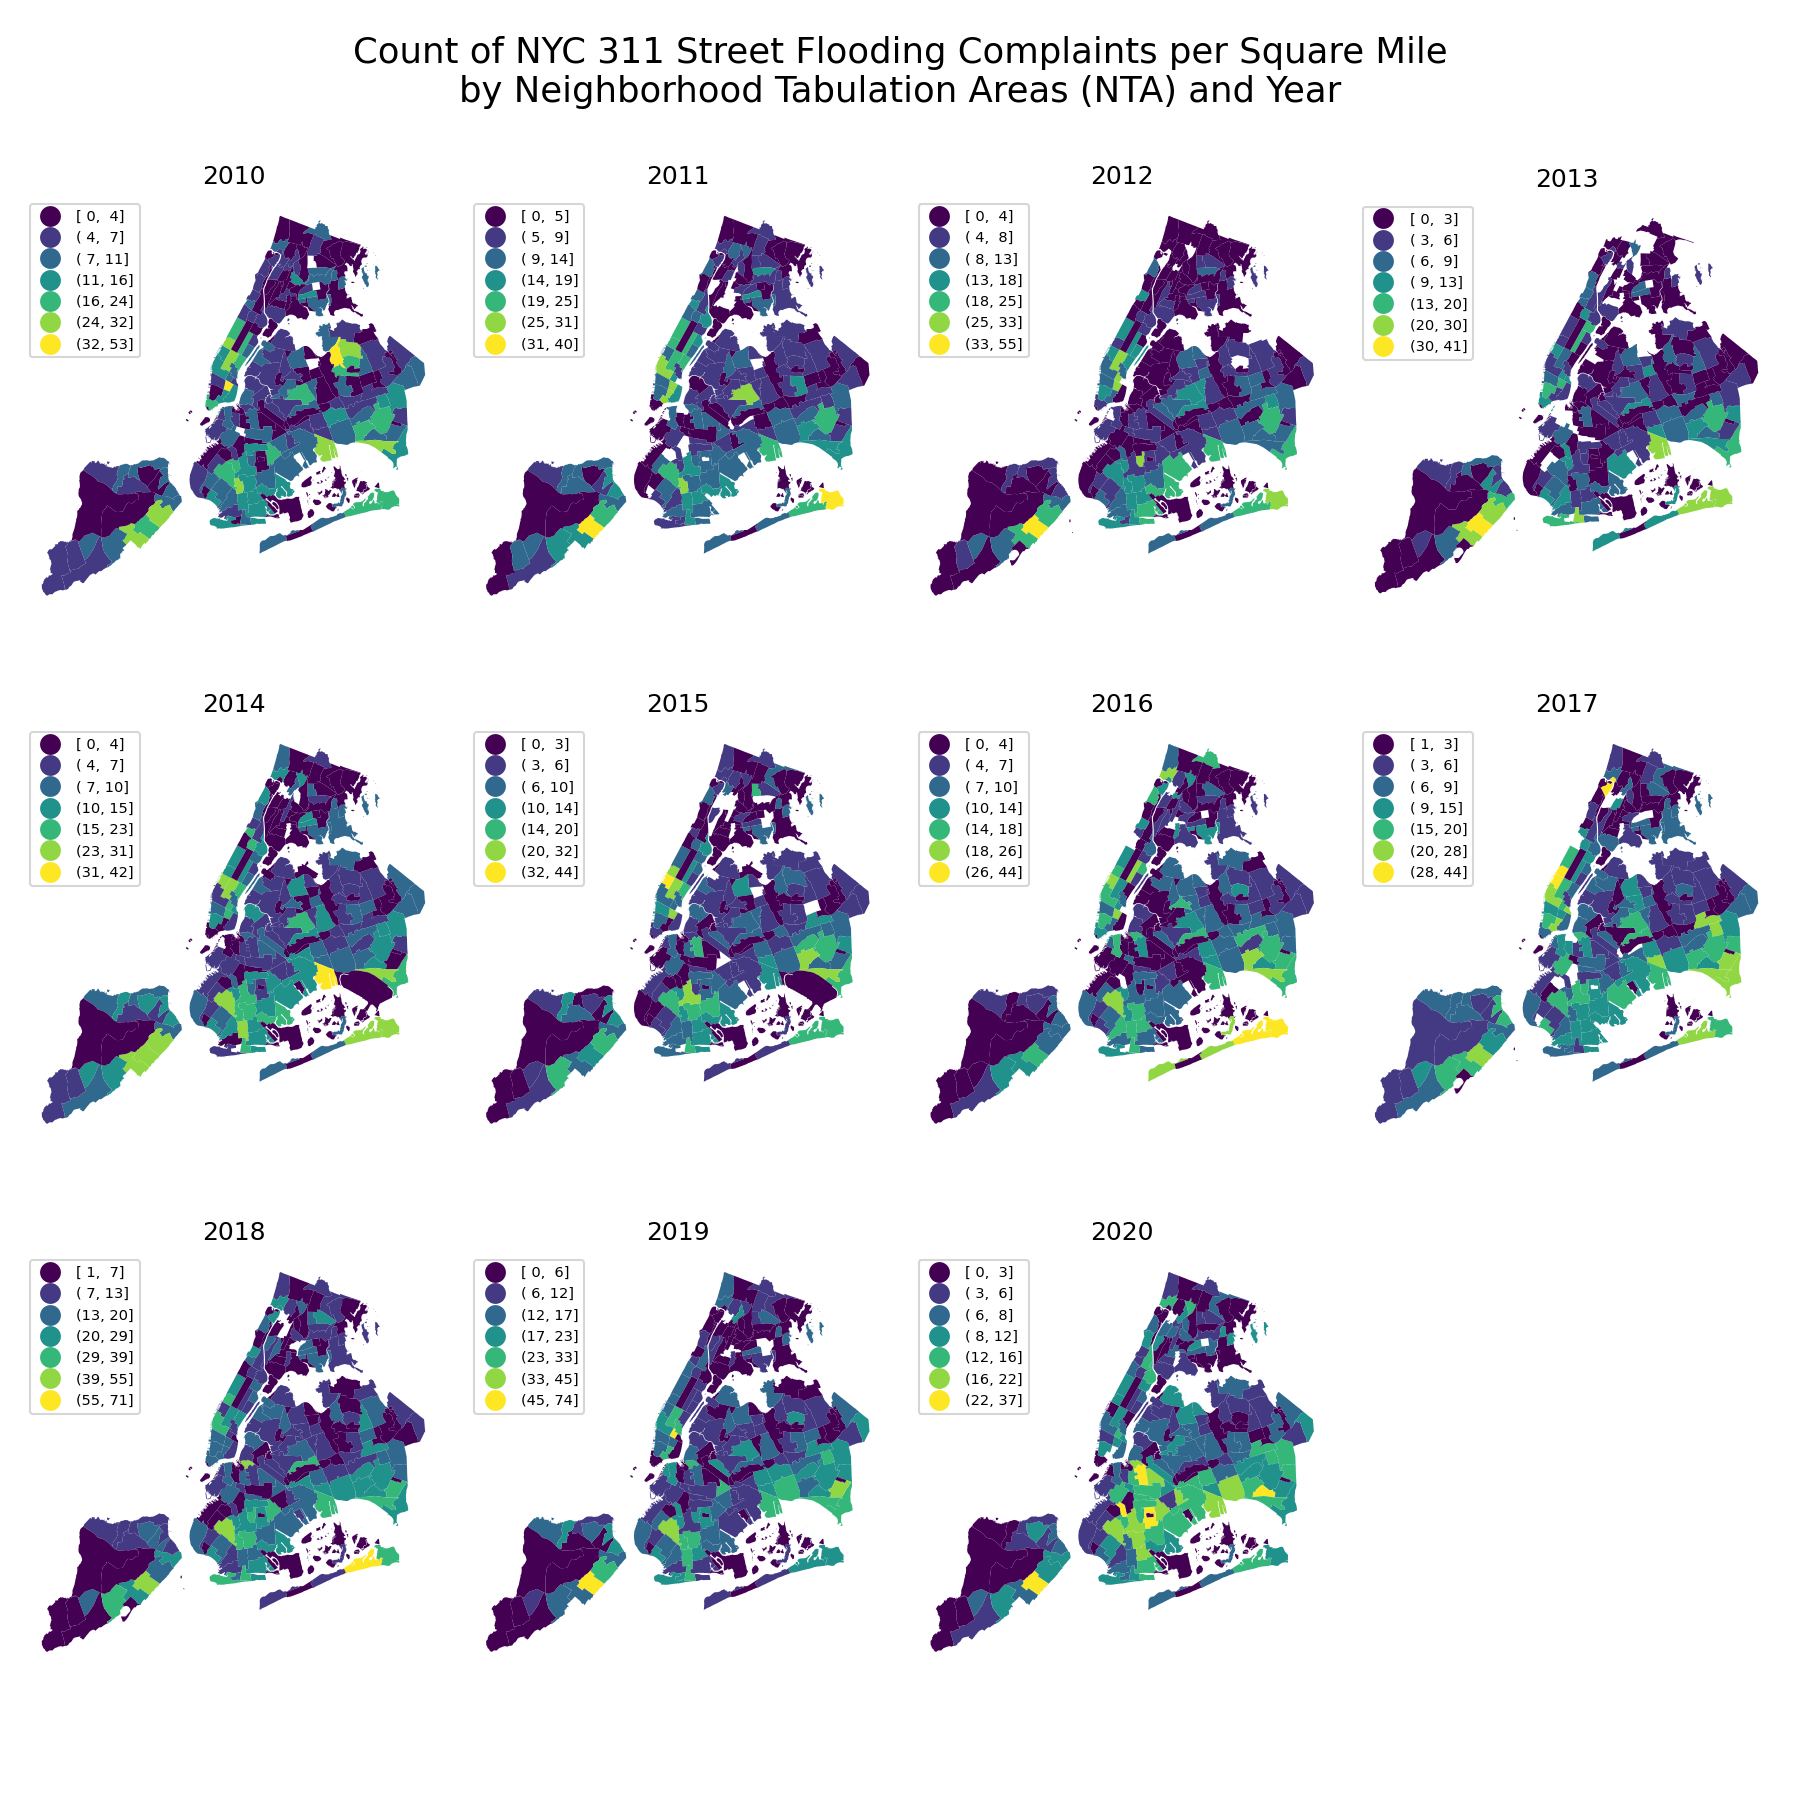 Count of NYC 311 Street Flooding Complaints per Square Mile
by Neighborhood Tabulation Areas (NTA) and Year
2010
[ 0,  4]
( 4,  7]
( 7, 11]
(11, 16]
(16, 24]
(24, 32]
(32, 53]
2011
[ 0,  5]
( 5,  9]
( 9, 14]
(14, 19]
(19, 25]
(25, 31]
(31, 40]
2012
[ 0,  4]
( 4,  8]
( 8, 13]
(13, 18]
(18, 25]
(25, 33]
(33, 55]
2013
[ 0,  3]
( 3,  6]
( 6,  9]
( 9, 13]
(13, 20]
(20, 30]
(30, 41]
2014
[ 0,  4]
( 4,  7]
( 7, 10]
(10, 15]
(15, 23]
(23, 31]
(31, 42]
2015
[ 0,  3]
( 3,  6]
( 6, 10]
(10, 14]
(14, 20]
(20, 32]
(32, 44]
2016
[ 0,  4]
( 4,  7]
( 7, 10]
(10, 14]
(14, 18]
(18, 26]
(26, 44]
2017
[ 1,  3]
( 3,  6]
( 6,  9]
( 9, 15]
(15, 20]
(20, 28]
(28, 44]
2018
[ 1,  7]
( 7, 13]
(13, 20]
(20, 29]
(29, 39]
(39, 55]
(55, 71]
2019
[ 0,  6]
( 6, 12]
(12, 17]
(17, 23]
(23, 33]
(33, 45]
(45, 74]
2020
[ 0,  3]
( 3,  6]
( 6,  8]
( 8, 12]
(12, 16]
(16, 22]
(22, 37]